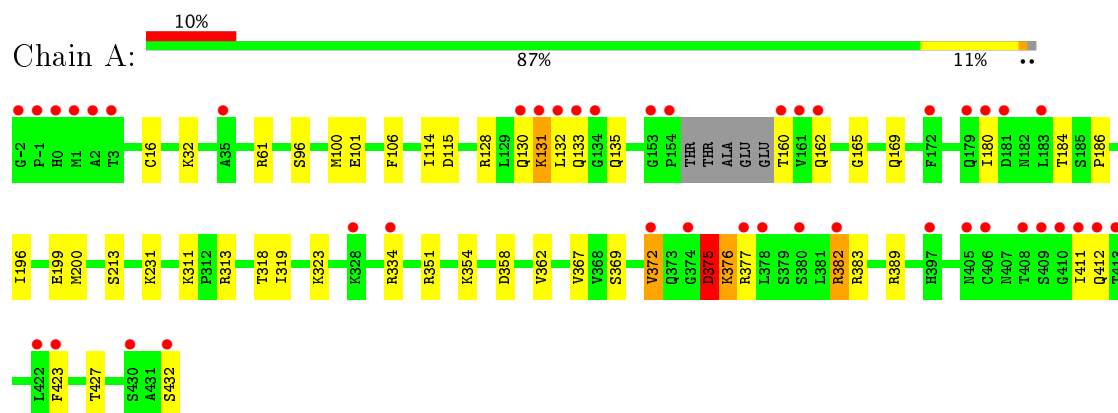 10%
Chain A:
87% 11% ••
G-2 P-1 H0 M1 A2 T3 C16 K32 A35 R61 S96 M100 E101 F106 I114 D115 R128 L129 Q130 K131 L132 Q133 G134 Q135 G153 P154 THR THR ALA GLU GLU T160 V161 Q162 G165 Q169 F172 Q179 I180 D181 N182 L183 T184 S185 P186
I196 E199 M200 S213 K231 K311 P312 R313 T318 I319 K323 K328 R334 R351 K354 D358 V362 V367 V368 S369 V372 Q373 G374 D375 K376 R377 L378 S379 S380 L381 R382 R383 R389 H397 N405 C406 N407 T408 S409 G410 I411 Q412 T413
L422 F423 T427 S430 A431 S432